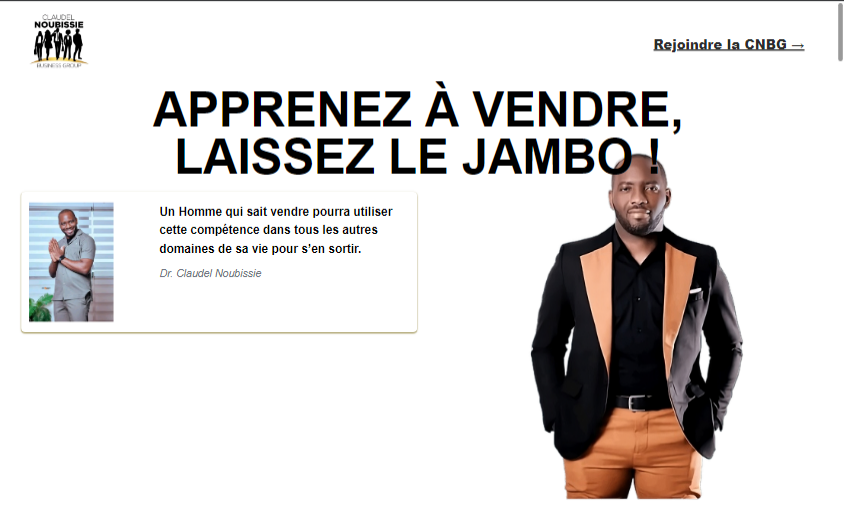 CLAUDEL
NOUBISSIE
BUSINESS GROUP
Rejoindre la CNBG →
APPRENEZ À VENDRE,
LAISSEZ LE JAMBO !
Un Homme qui sait vendre pourra utiliser
cette compétence dans tous les autres
domaines de sa vie pour s’en sortir.
Dr. Claudel Noubissie